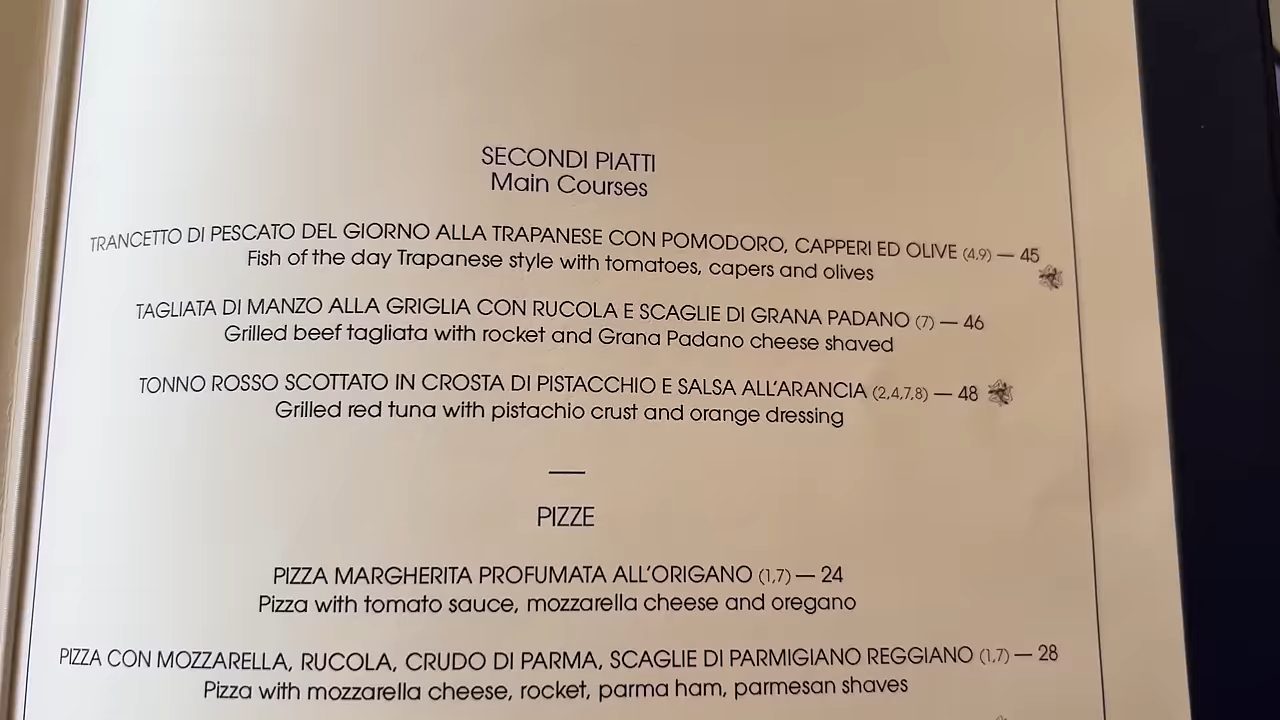 SECONDI PIATTI
Main Courses
TRANCETTO DI PESCATO DEL GIORNO ALLA TRAPANESE CON POMODORO, CAPPERI ED OLIVE (4,9) — 45
Fish of the day Trapanese style with tomatoes, capers and olives
TAGLIATA DI MANZO ALLA GRIGLIA CON RUCOLA E SCAGLIE DI GRANA PADANO (7) — 46
Grilled beef tagliata with rocket and Grana Padano cheese shaved
TONNO ROSSO SCOTTATO IN CROSTA DI PISTACCHIO E SALSA ALL'ARANCIA (2,4,7,8) — 48
Grilled red tuna with pistachio crust and orange dressing
PIZZE
PIZZA MARGHERITA PROFUMATA ALL'ORIGANO (1,7) — 24
Pizza with tomato sauce, mozzarella cheese and oregano
PIZZA CON MOZZARELLA, RUCOLA, CRUDO DI PARMA, SCAGLIE DI PARMIGIANO REGGIANO (1,7) — 28
Pizza with mozzarella cheese, rocket, parma ham, parmesan shaves